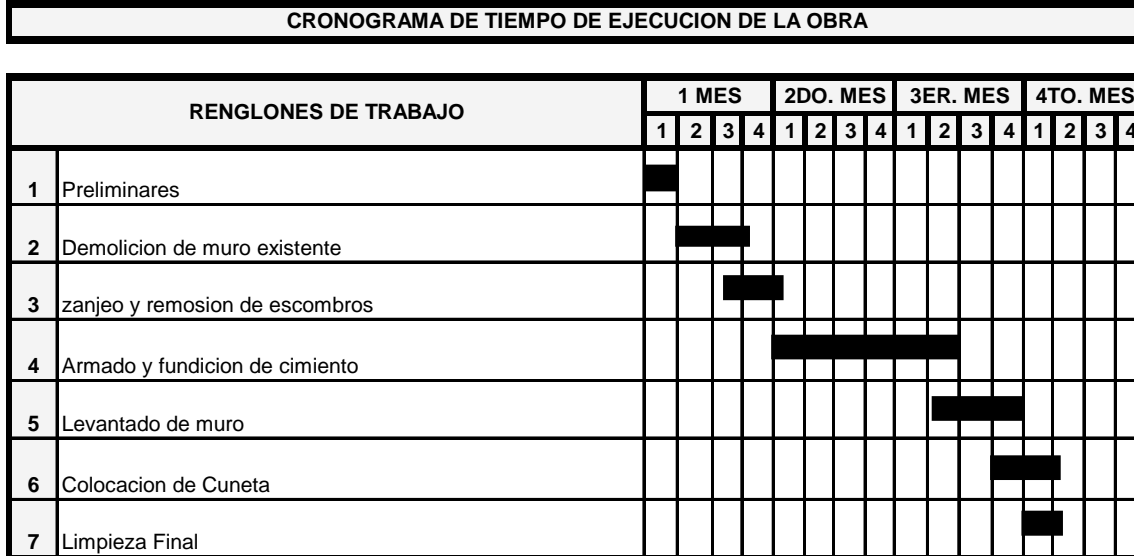 CRONOGRAMA DE TIEMPO DE EJECUCION DE LA OBRA
RENGLONES DE TRABAJO
1 MES 2DO. MES 3ER. MES 4TO. MES
1 2 3 4 1 2 3 4 1 2 3 4 1 2 3 4
1 Preliminares
2 Demolicion de muro existente
3 zanjeo y remosion de escombros
4 Armado y fundicion de cimiento
5 Levantado de muro
6 Colocacion de Cuneta
7 Limpieza Final